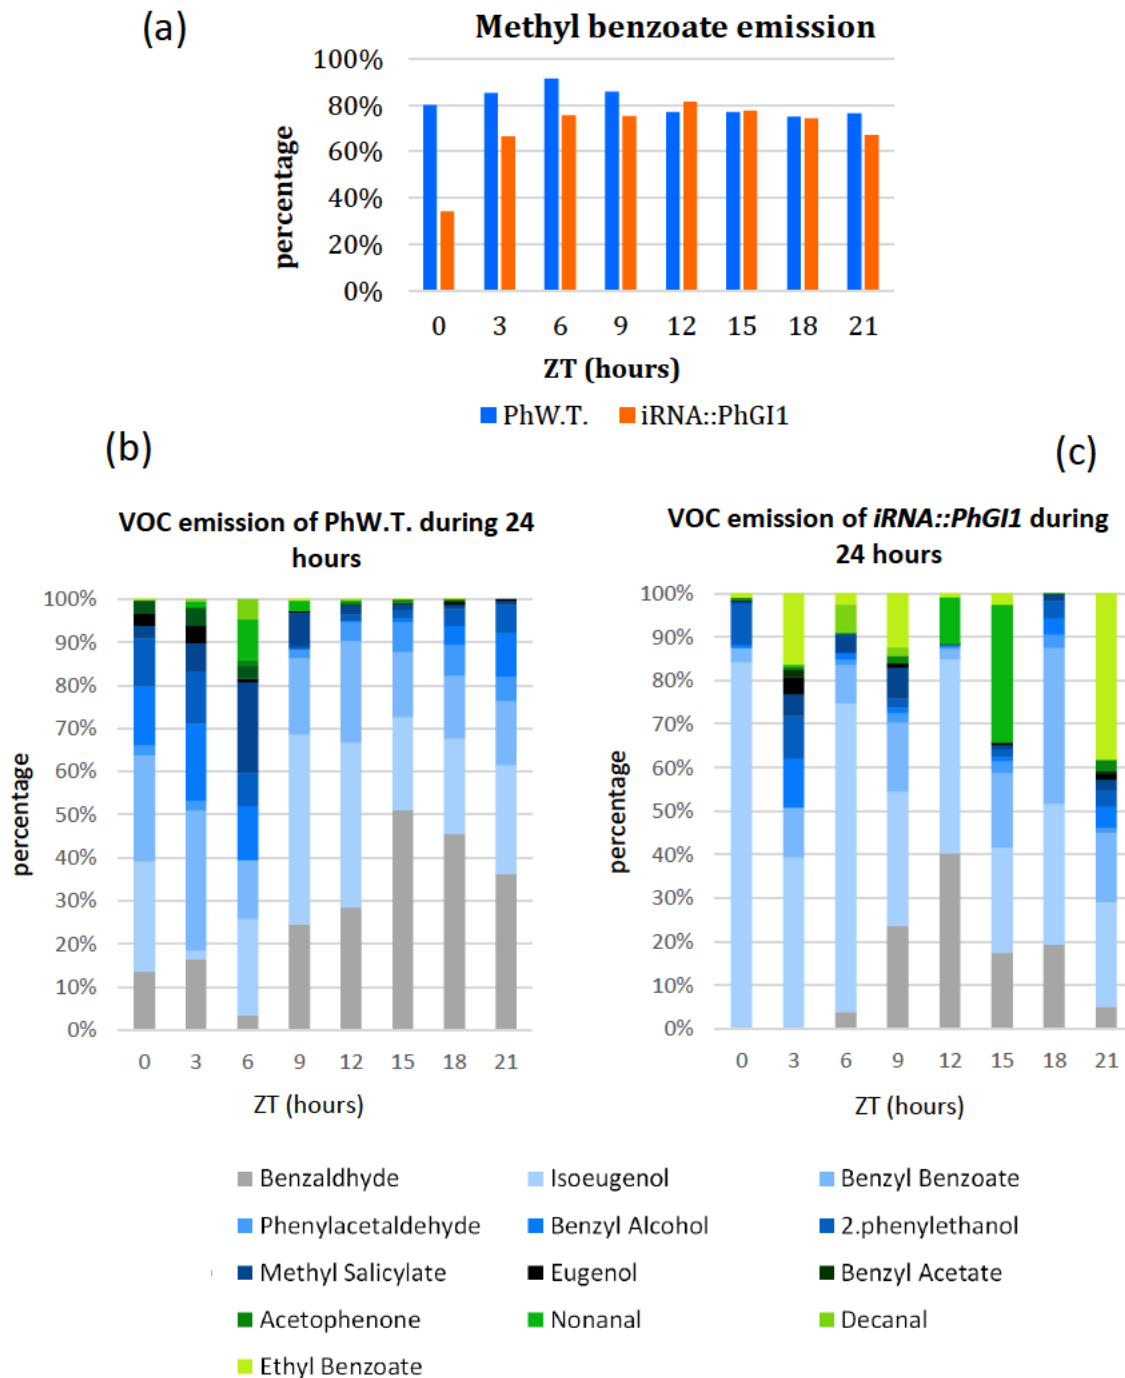 (a)
Methyl benzoate emission
100%
80%
60%
40%
20%
0%
percentage
0 3 6 9 12 15 18 21
ZT (hours)
PhW.T. iRNA::PhGI1
(b)
(c)
VOC emission of PhW.T. during 24
hours
100%
90%
80%
70%
60%
50%
40%
30%
20%
10%
0%
percentage
0 3 6 9 12 15 18 21
ZT (hours)
VOC emission of iRNA::PhGI1 during
24 hours
100%
90%
80%
70%
60%
50%
40%
30%
20%
10%
0%
percentage
0 3 6 9 12 15 18 21
ZT (hours)
Benzaldhyde Isoeugenol Benzyl Benzoate
Phenylacetaldehyde Benzyl Alcohol 2.phenylethanol
Methyl Salicylate Eugenol Benzyl Acetate
Acetophenone Nonanal Decanal
Ethyl Benzoate